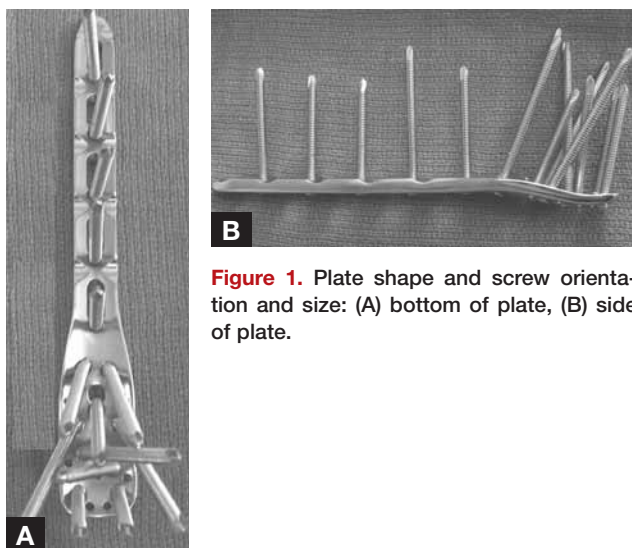 A
B
Figure 1. Plate shape and screw orienta-
tion and size: (A) bottom of plate, (B) side
of plate.